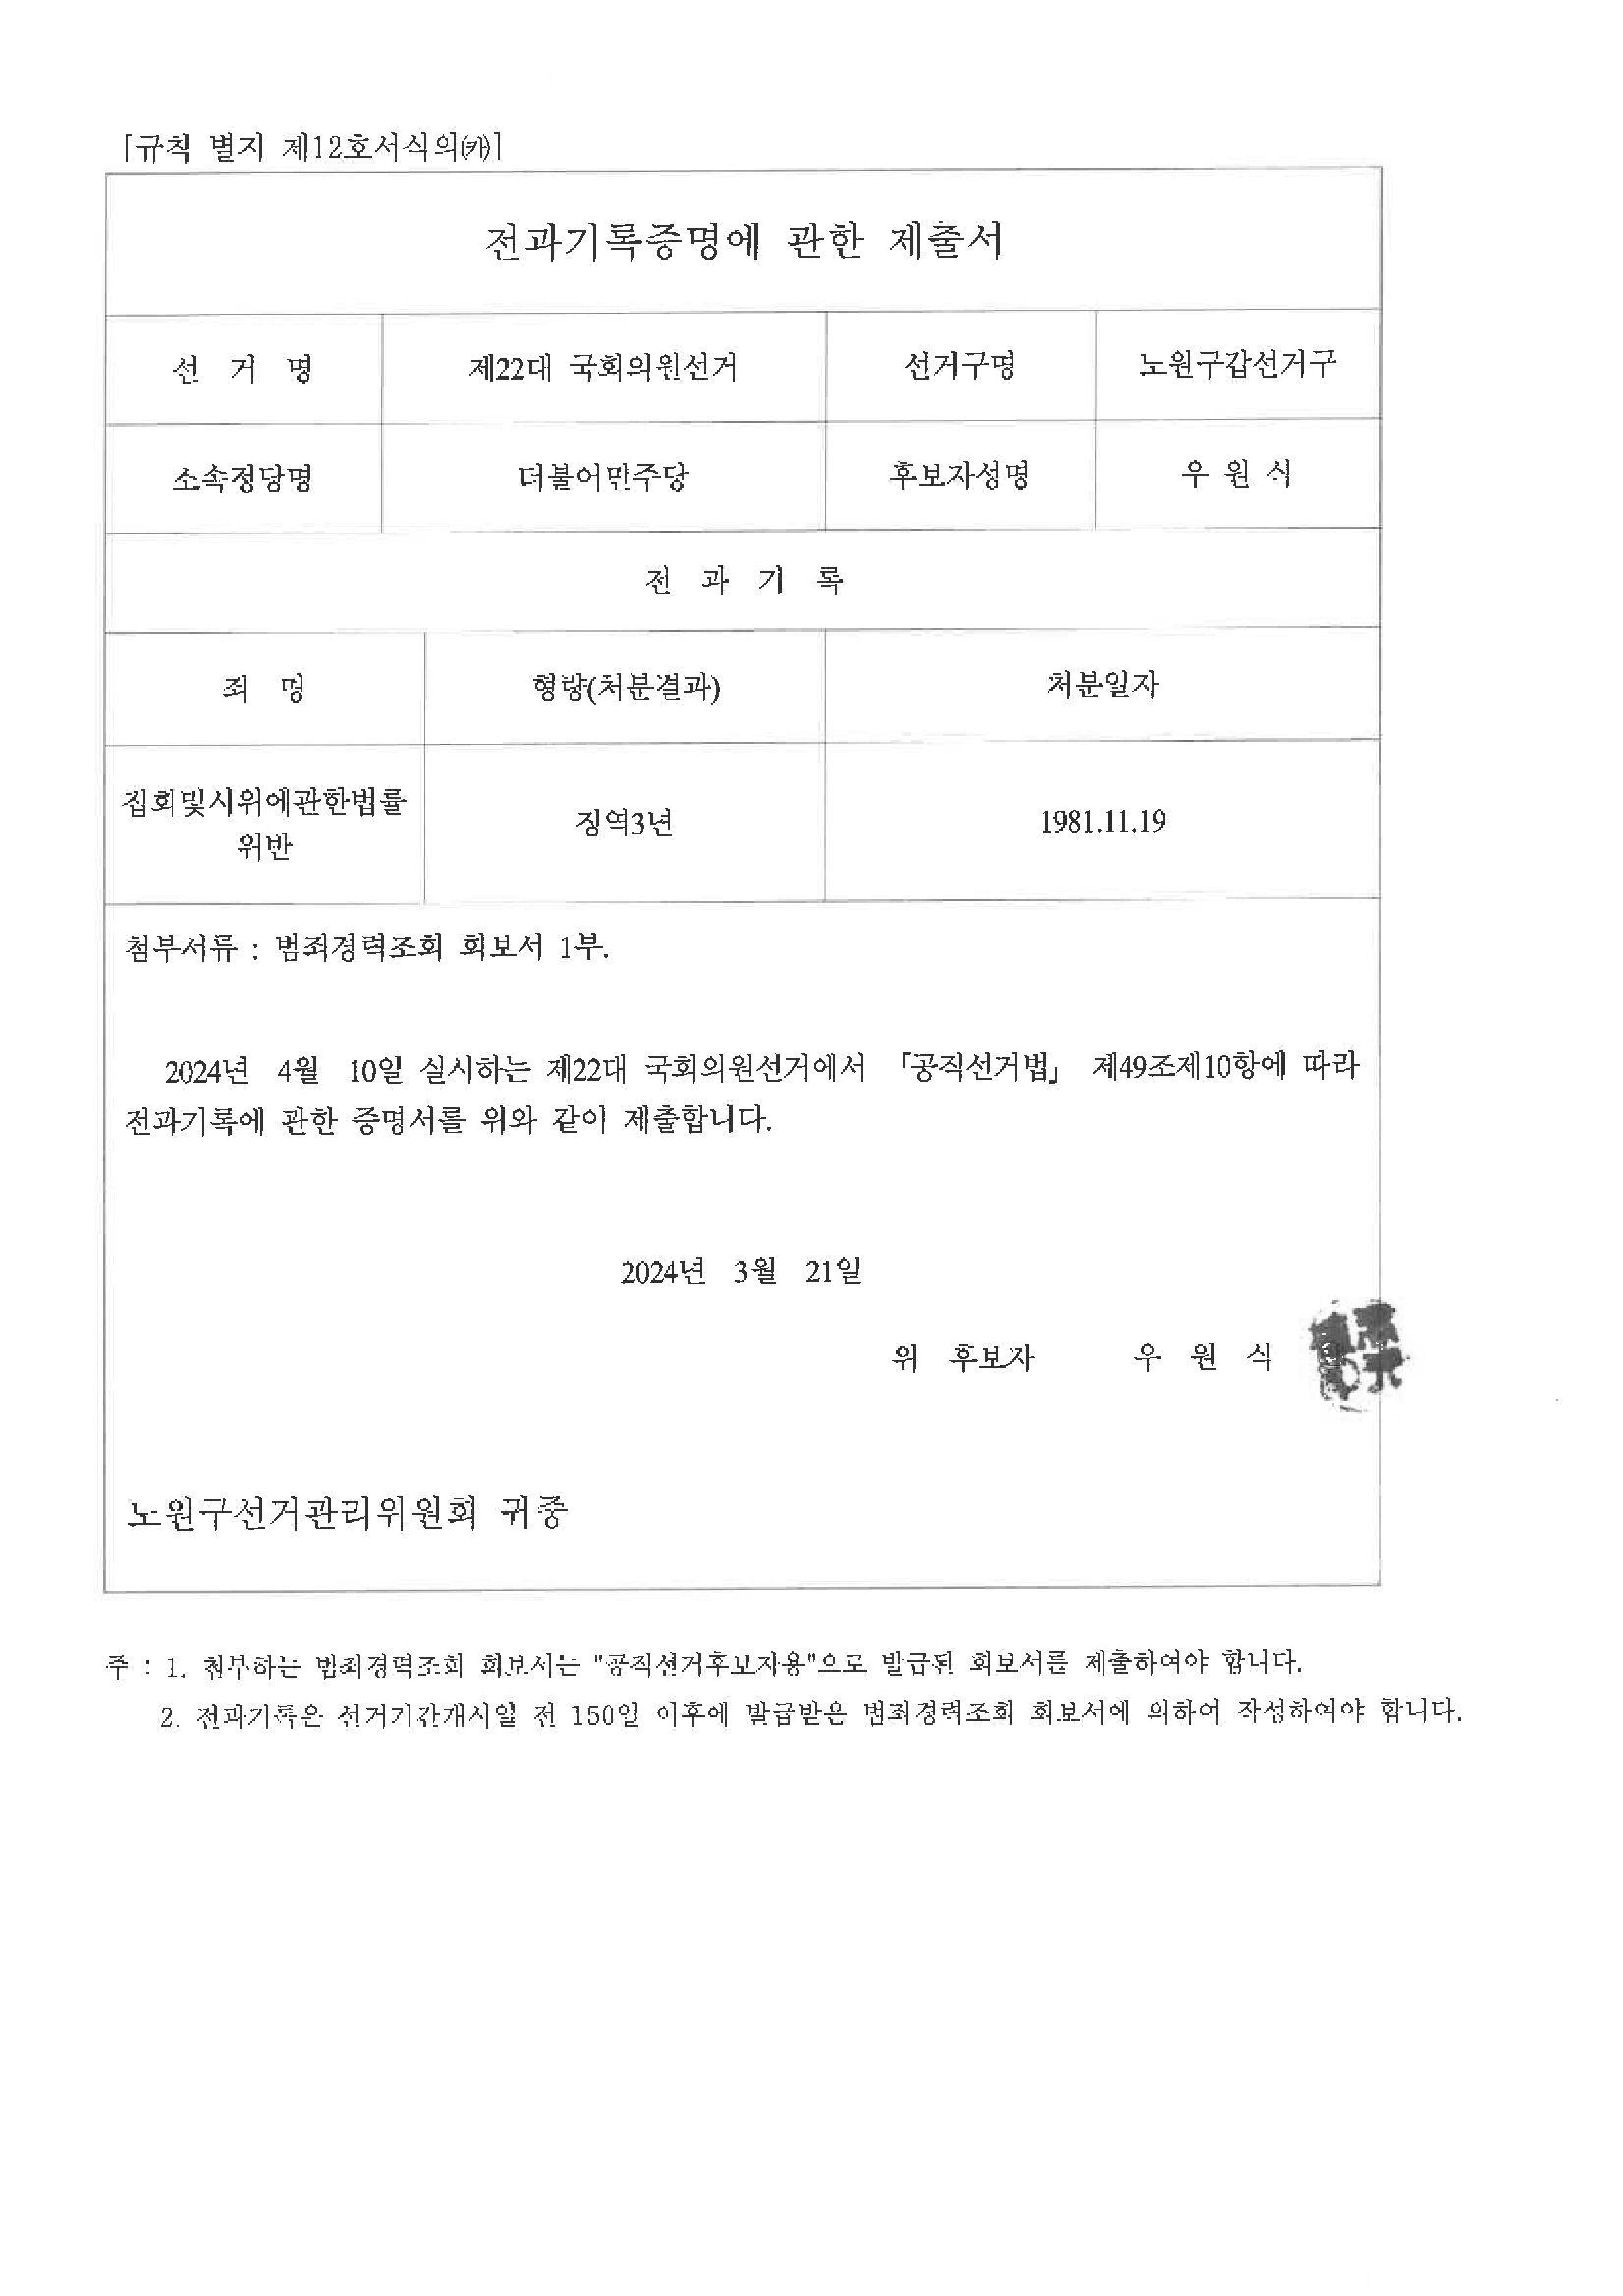 [규칙 별지 제12호서식의㈎]
전과기록증명에 관한 제출서
선 거 명 제22대 국회의원선거 선거구명 노원구갑선거구
소속정당명 더불어민주당 후보자성명 우 원 식
전 과 기 록
죄 명 형량(처분결과) 처분일자
집회및시위에관한법률
위반 징역3년 1981.11.19
첨부서류 : 범죄경력조회 회보서 1부.
2024년 4월 10일 실시하는 제22대 국회의원선거에서 「공직선거법」 제49조제10항에 따라
전과기록에 관한 증명서를 위와 같이 제출합니다.
2024년 3월 21일
위 후보자 우 원 식
노원구선거관리위원회 귀중
주 : 1. 첨부하는 범죄경력조회 회보서는 "공직선거후보자용"으로 발급된 회보서를 제출하여야 합니다.
2. 전과기록은 선거기간개시일 전 150일 이후에 발급받은 범죄경력조회 회보서에 의하여 작성하여야 합니다.